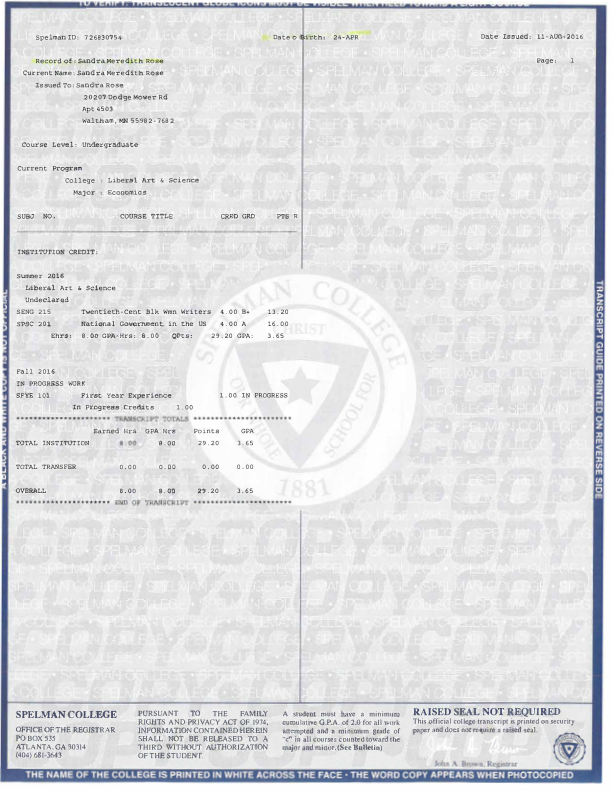 TO VERIFY: TRANSLUCENT GLOBE ICONS MUST BE VISIBLE WHEN HELD TOWARD A LIGHT SOURCE
Spelman ID: 726830754 Date o Birth: 24-APR Date Issued: 11-AUG-2016
Record of: Sandra Meredith Rose Page: 1
Current Name: Sandra Meredith Rose
Issued To: Sandra Rose
20207 Dodge Mower Rd
Apt 4503
Waltham, MN 55982-7682
Course Level: Undergraduate
Current Program
College : Liberal Art & Science
Major : Economics
SUBJ NO. COURSE TITLE CRED GRD PTS R
INSTITUTION CREDIT:
Summer 2016
Liberal Art & Science
Undeclared
SENG 215 Twentieth-Cent Blk Wmn Writers 4.00 B+ 13.20
SPSC 201 National Government in the US 4.00 A 16.00
Ehrs: 8.00 GPA-Hrs: 8.00 QPts: 29.20 GPA: 3.65
Fall 2016
IN PROGRESS WORK
SFYE 101 First Year Experience 1.00 IN PROGRESS
In Progress Credits 1.00
********************** TRANSCRIPT TOTALS ***********************
Earned Hrs GPA Hrs Points GPA
TOTAL INSTITUTION 8.00 8.00 29.20 3.65
TOTAL TRANSFER 0.00 0.00 0.00 0.00
OVERALL 8.00 8.00 29.20 3.65
********************** END OF TRANSCRIPT ***********************
SPELMAN COLLEGE
1881
A BLACK AND WHITE COPY IS NOT OFFICIAL
TRANSCRIPT GUIDE PRINTED ON REVERSE SIDE
SPELMAN COLLEGE
OFFICE OF THE REGISTRAR
PO BOX 535
ATLANTA, GA 30314
(404) 681-3643
PURSUANT TO THE FAMILY
RIGHTS AND PRIVACY ACT OF 1974,
INFORMATION CONTAINED HEREIN
SHALL NOT BE RELEASED TO A
THIRD WITHOUT AUTHORIZATION
OF THE STUDENT.
A student must have a minimum
cumulative G.P.A. of 2.0 for all work
attempted and a minimum grade of
"c" in all courses counted toward the
major and minor. (See Bulletin)
RAISED SEAL NOT REQUIRED
This official college transcript is printed on security
paper and does not require a raised seal.
John A. Brown, Registrar
THE NAME OF THE COLLEGE IS PRINTED IN WHITE ACROSS THE FACE - THE WORD COPY APPEARS WHEN PHOTOCOPIED